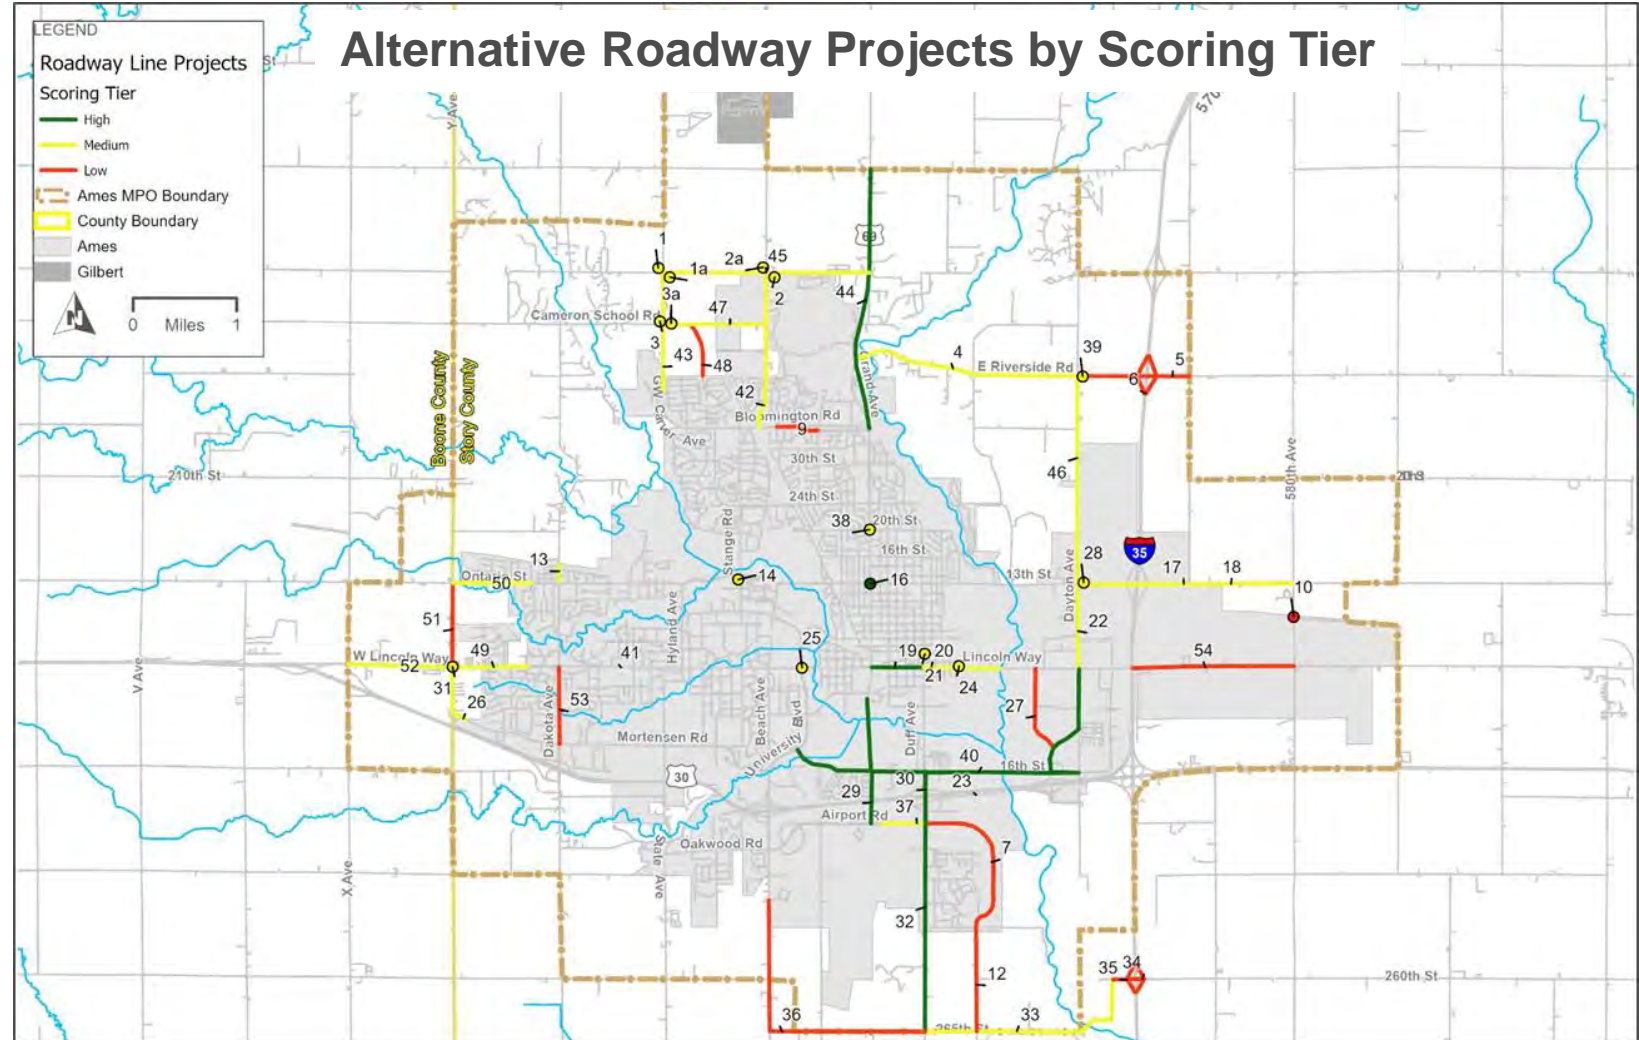 Alternative Roadway Projects by Scoring Tier
LEGEND
Roadway Line Projects
Scoring Tier
High
Medium
Low
Ames MPO Boundary
County Boundary
Ames
Gilbert
N
0 Miles 1
St
Y Ave
570
69
1
1a
2a
45
2
3a
47
44
Cameron School Rd
3
43
48
42
4
E Riverside Rd
39
5
6
Grand Ave
GW Carver Ave
Bloomington Rd
9
Boone County
Story County
30th St
46
580th Ave
210th St
24th St
Stange Rd
38
20th St
16th St
35
13
Ontario St
50
14
16
13th St
28
17
18
10
Dayton Ave
51
Hyland Ave
22
25
W Lincoln Way
52
49
41
19
20
Lincoln Way
21
24
54
V Ave
31
26
53
Dakota Ave
Beach Ave
University Blvd
Duff Ave
27
Mortensen Rd
40
16th St
30
30
23
29
37
Airport Rd
Oakwood Rd
State Ave
X Ave
7
32
12
35
34
260th St
36
265th St
33